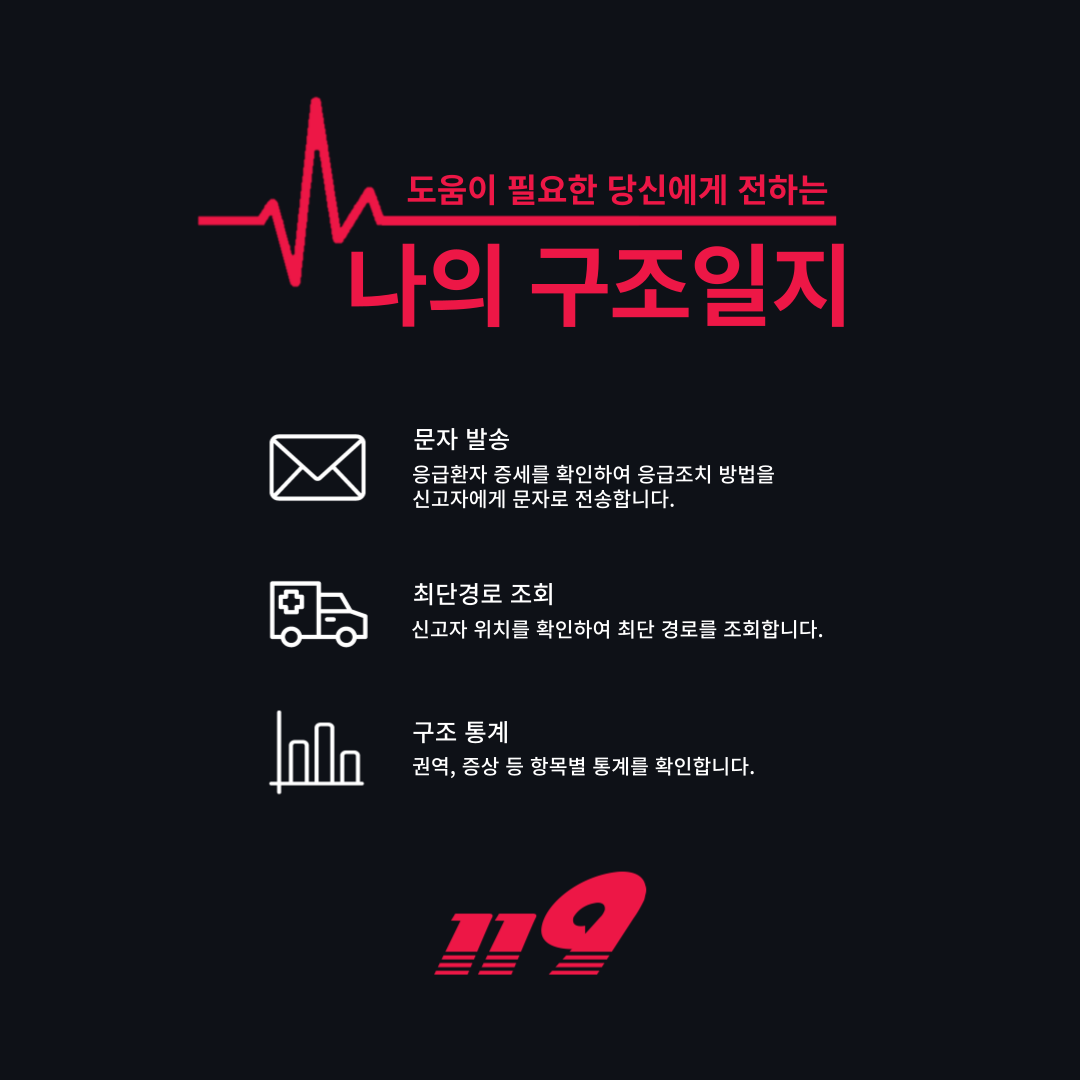 도움이 필요한 당신에게 전하는
나의 구조일지
문자 발송
응급환자 증세를 확인하여 응급조치 방법을
신고자에게 문자로 전송합니다.
최단경로 조회
신고자 위치를 확인하여 최단 경로를 조회합니다.
구조 통계
권역, 증상 등 항목별 통계를 확인합니다.
119